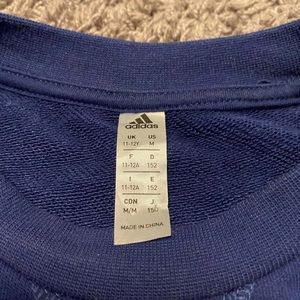 adidas
UK US
11-12Y M
F D
11-12A 152
I E
11-12A 152
CDN J
M/M 150
MADE IN CHINA